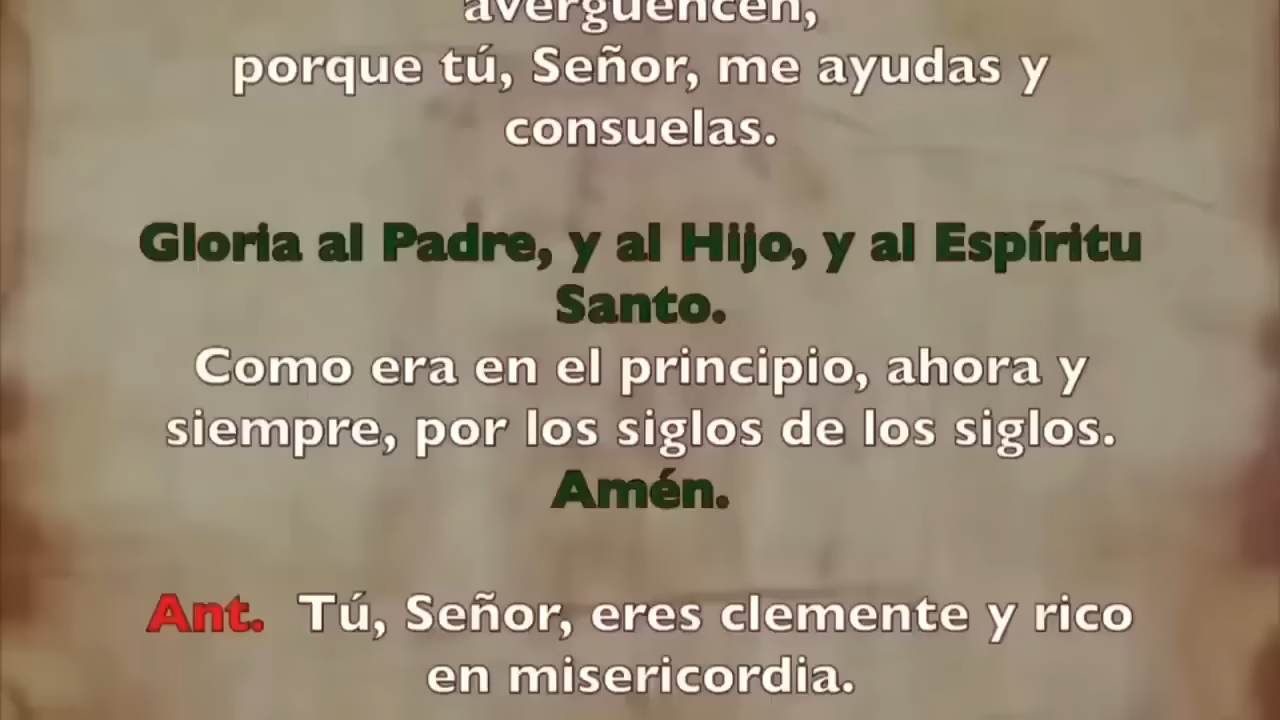 avergüencen,
porque tú, Señor, me ayudas y
consuelas.
Gloria al Padre, y al Hijo, y al Espíritu
Santo.
Como era en el principio, ahora y
siempre, por los siglos de los siglos.
Amén.
Ant. Tú, Señor, eres clemente y rico
en misericordia.